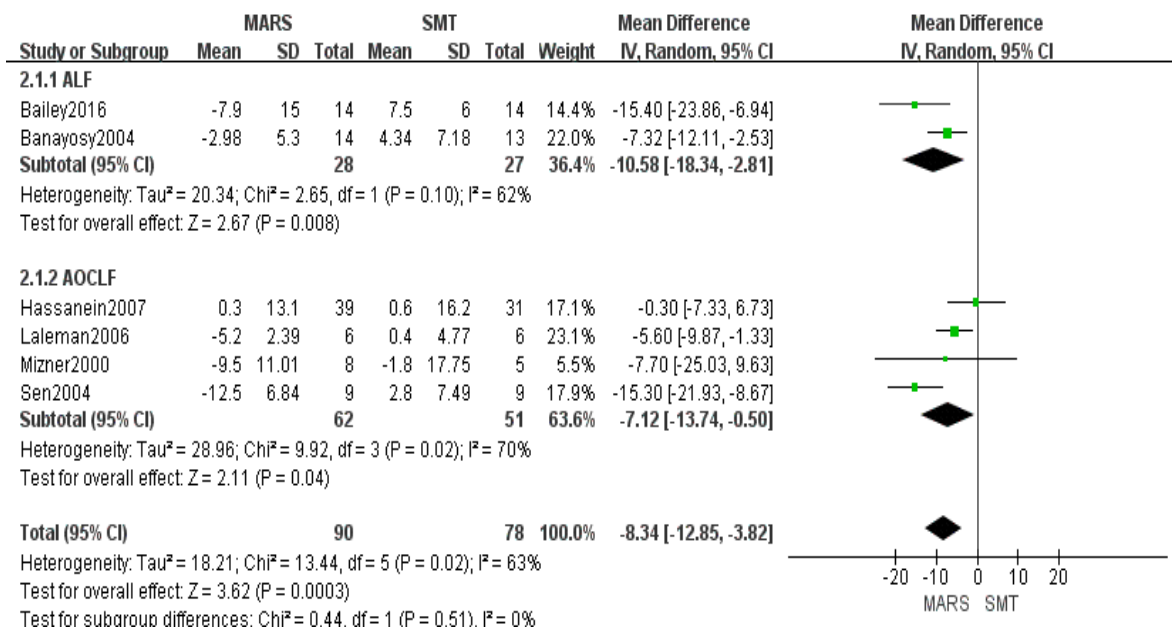 MARS SMT Mean Difference Mean Difference
Study or Subgroup Mean SD Total Mean SD Total Weight IV, Random, 95% CI IV, Random, 95% CI
2.1.1 ALF
Bailey2016 -7.9 15 14 7.5 6 14 14.4% -15.40 [-23.86, -6.94]
Banayosy2004 -2.98 5.3 14 4.34 7.18 13 22.0% -7.32 [-12.11, -2.53]
Subtotal (95% CI) 28 27 36.4% -10.58 [-18.34, -2.81]
Heterogeneity: Tau² = 20.34; Chi² = 2.65, df = 1 (P = 0.10); I² = 62%
Test for overall effect: Z = 2.67 (P = 0.008)
2.1.2 AOCLF
Hassanein2007 0.3 13.1 39 0.6 16.2 31 17.1% -0.30 [-7.33, 6.73]
Laleman2006 -5.2 2.39 6 0.4 4.77 6 23.1% -5.60 [-9.87, -1.33]
Mizner2000 -9.5 11.01 8 -1.8 17.75 5 5.5% -7.70 [-25.03, 9.63]
Sen2004 -12.5 6.84 9 2.8 7.49 9 17.9% -15.30 [-21.93, -8.67]
Subtotal (95% CI) 62 51 63.6% -7.12 [-13.74, -0.50]
Heterogeneity: Tau² = 28.96; Chi² = 9.92, df = 3 (P = 0.02); I² = 70%
Test for overall effect: Z = 2.11 (P = 0.04)
Total (95% CI) 90 78 100.0% -8.34 [-12.85, -3.82]
Heterogeneity: Tau² = 18.21; Chi² = 13.44, df = 5 (P = 0.02); I² = 63%
Test for overall effect: Z = 3.62 (P = 0.0003)
Test for subgroup differences: Chi² = 0.44, df = 1 (P = 0.51), I² = 0%
-20 -10 0 10 20
MARS SMT